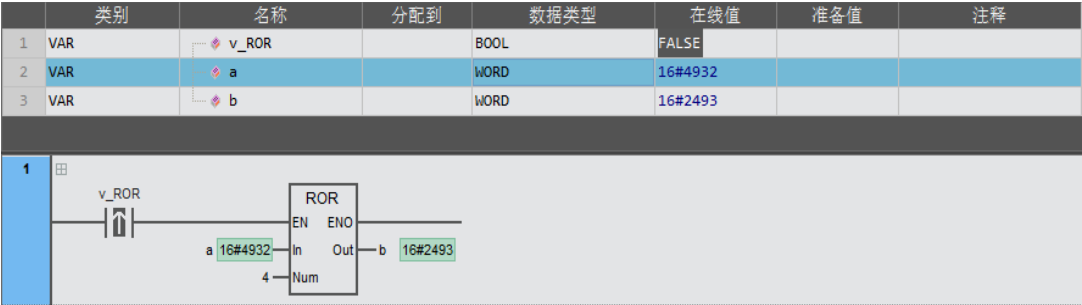 类别 名称 分配到 数据类型 在线值 准备值 注释
1 VAR v_ROR BOOL FALSE
2 VAR a WORD 16#4932
3 VAR b WORD 16#2493
1
v_ROR
ROR
EN ENO
a 16#4932 In Out b 16#2493
4 Num